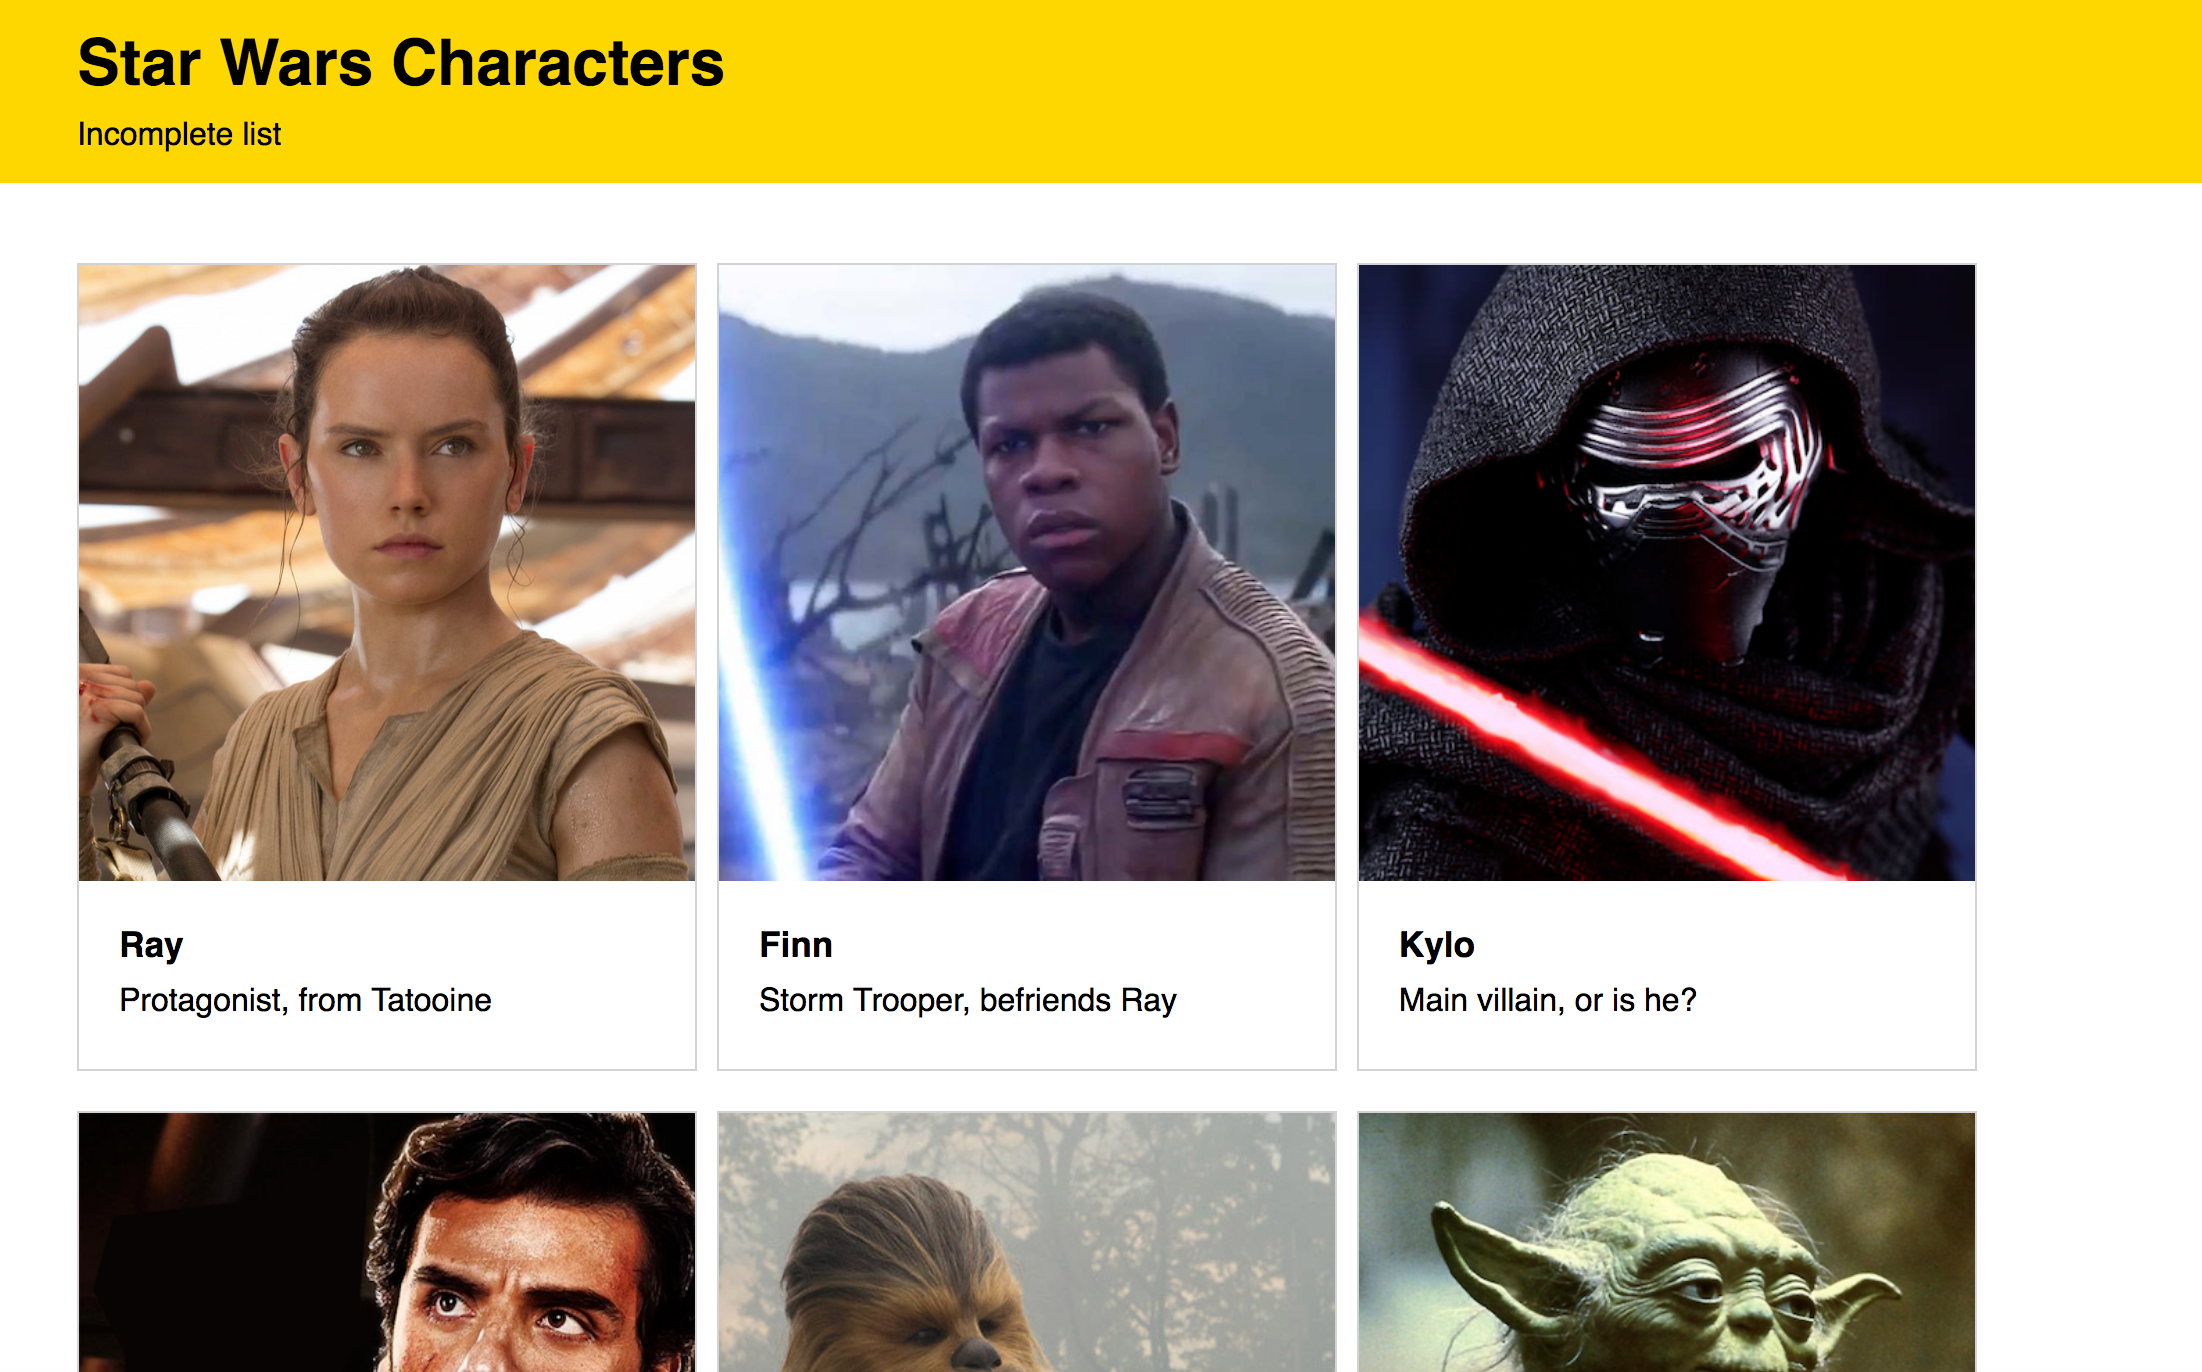 Star Wars Characters
Incomplete list
Ray
Finn
Kylo
Protagonist, from Tatooine
Storm Trooper, befriends Ray
Main villain, or is he?